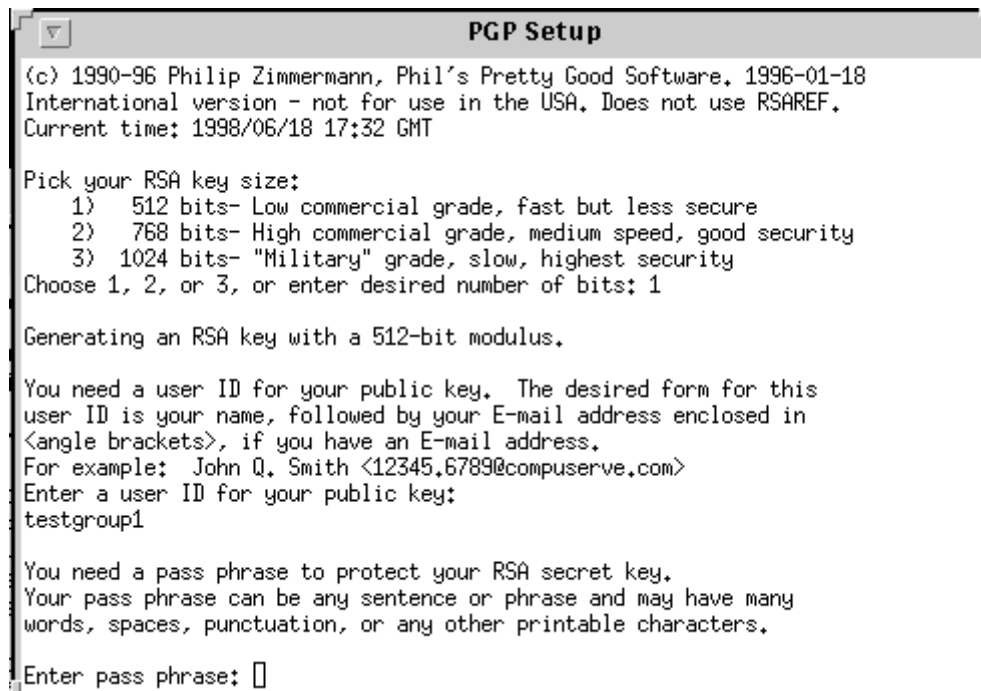 PGP Setup
(c) 1990-96 Philip Zimmermann, Phil's Pretty Good Software. 1996-01-18
International version - not for use in the USA. Does not use RSAREF.
Current time: 1998/06/18 17:32 GMT
Pick your RSA key size:
1) 512 bits- Low commercial grade, fast but less secure
2) 768 bits- High commercial grade, medium speed, good security
3) 1024 bits- "Military" grade, slow, highest security
Choose 1, 2, or 3, or enter desired number of bits: 1
Generating an RSA key with a 512-bit modulus.
You need a user ID for your public key. The desired form for this
user ID is your name, followed by your E-mail address enclosed in
<angle brackets>, if you have an E-mail address.
For example: John Q. Smith <12345.6789@compuserve.com>
Enter a user ID for your public key:
testgroup1
You need a pass phrase to protect your RSA secret key.
Your pass phrase can be any sentence or phrase and may have many
words, spaces, punctuation, or any other printable characters.
Enter pass phrase: